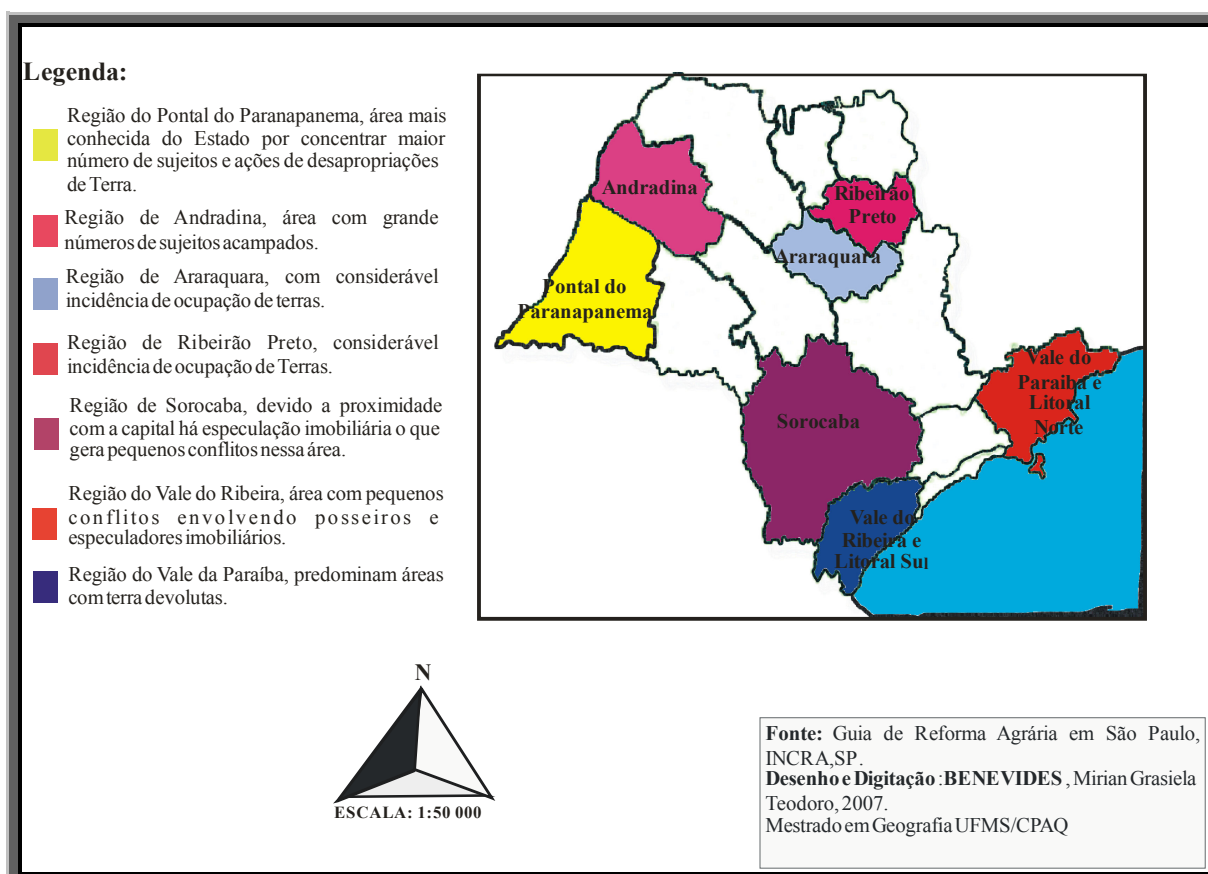 Legenda:
Região do Pontal do Paranapanema, área mais
conhecida do Estado por concentrar maior
número de sujeitos e ações de desapropriações
de Terra.
Região de Andradina, área com grande
números de sujeitos acampados.
Região de Araraquara, com considerável
incidência de ocupação de terras.
Região de Ribeirão Preto, considerável
incidência de ocupação de Terras.
Região de Sorocaba, devido a proximidade
com a capital há especulação imobiliária o que
gera pequenos conflitos nessa área.
Região do Vale do Ribeira, área com pequenos
conflitos envolvendo posseiros e
especuladores imobiliários.
Região do Vale da Paraíba, predominam áreas
com terra devolutas.
Andradina
Ribeirão
Preto
Araraquara
Pontal do
Paranapanema
Sorocaba
Vale do
Paraiba e
Litoral
Norte
Vale do
Ribeira e
Litoral Sul
N
ESCALA: 1:50 000
Fonte: Guia de Reforma Agrária em São Paulo,
INCRA,SP.
Desenho e Digitação :BENEVIDES , Mirian Grasiela
Teodoro, 2007.
Mestrado em Geografia UFMS/CPAQ